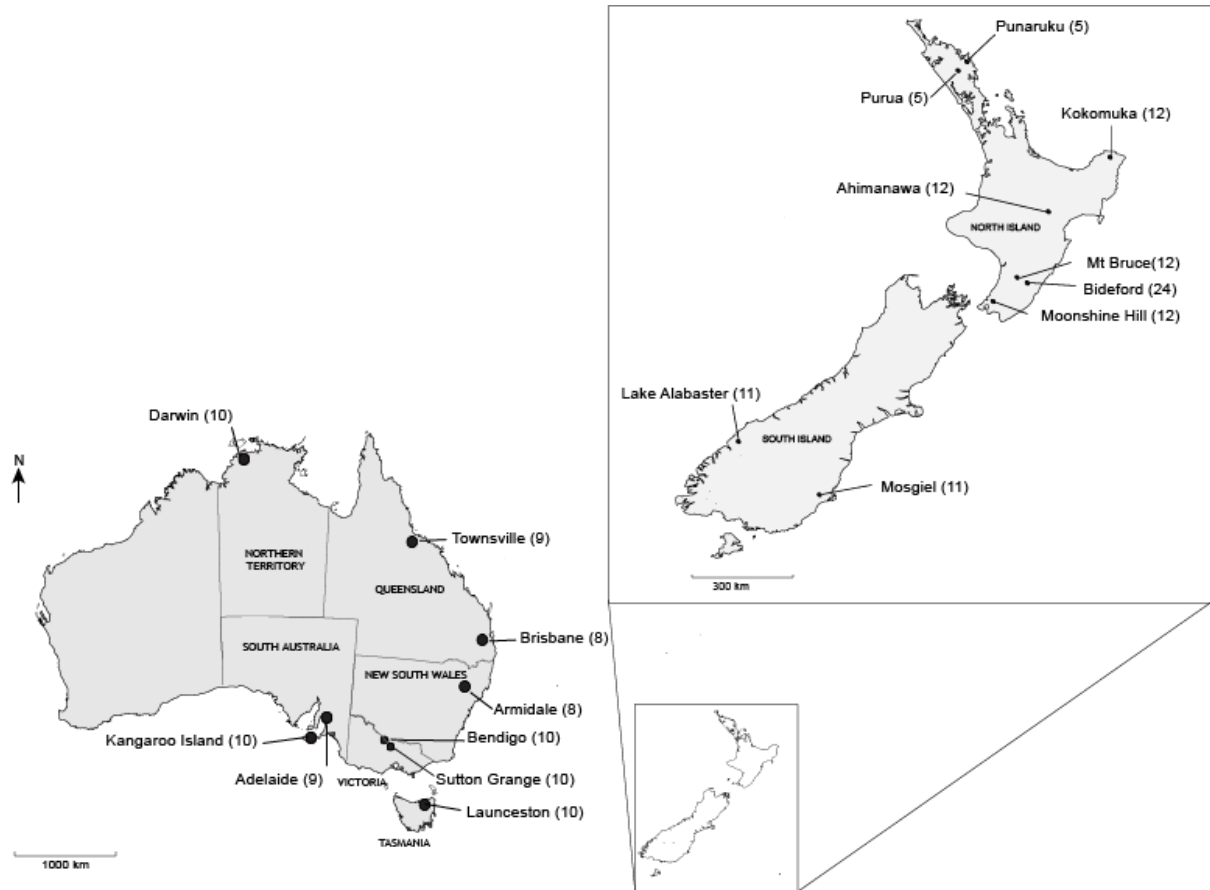 Punaruku (5)
Purua (5)
Kokomuka (12)
Ahimanawa (12)
NORTH ISLAND
Mt Bruce(12)
Bideford (24)
Moonshine Hill (12)
Lake Alabaster (11)
SOUTH ISLAND
Mosgiel (11)
300 km
N
Darwin (10)
Townsville (9)
NORTHERN
TERRITORY
QUEENSLAND
Brisbane (8)
SOUTH AUSTRALIA
NEW SOUTH WALES
Armidale (8)
Kangaroo Island (10)
Bendigo (10)
Adelaide (9)
VICTORIA
Sutton Grange (10)
Launceston (10)
TASMANIA
1000 km